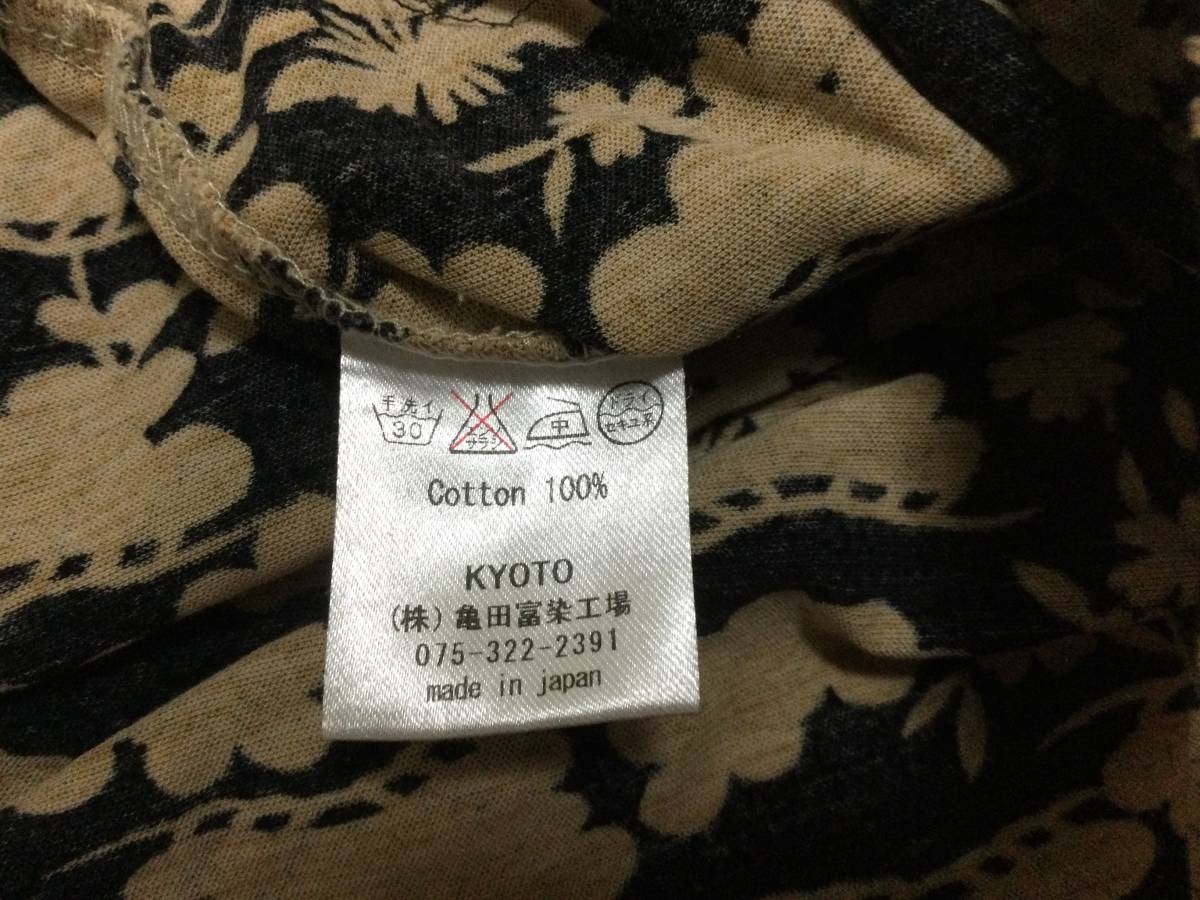 手洗イ
30
エンソ
サラシ
中
ドライ
セキユ系
Cotton 100%
KYOTO
(株)亀田富染工場
075-322-2391
made in japan